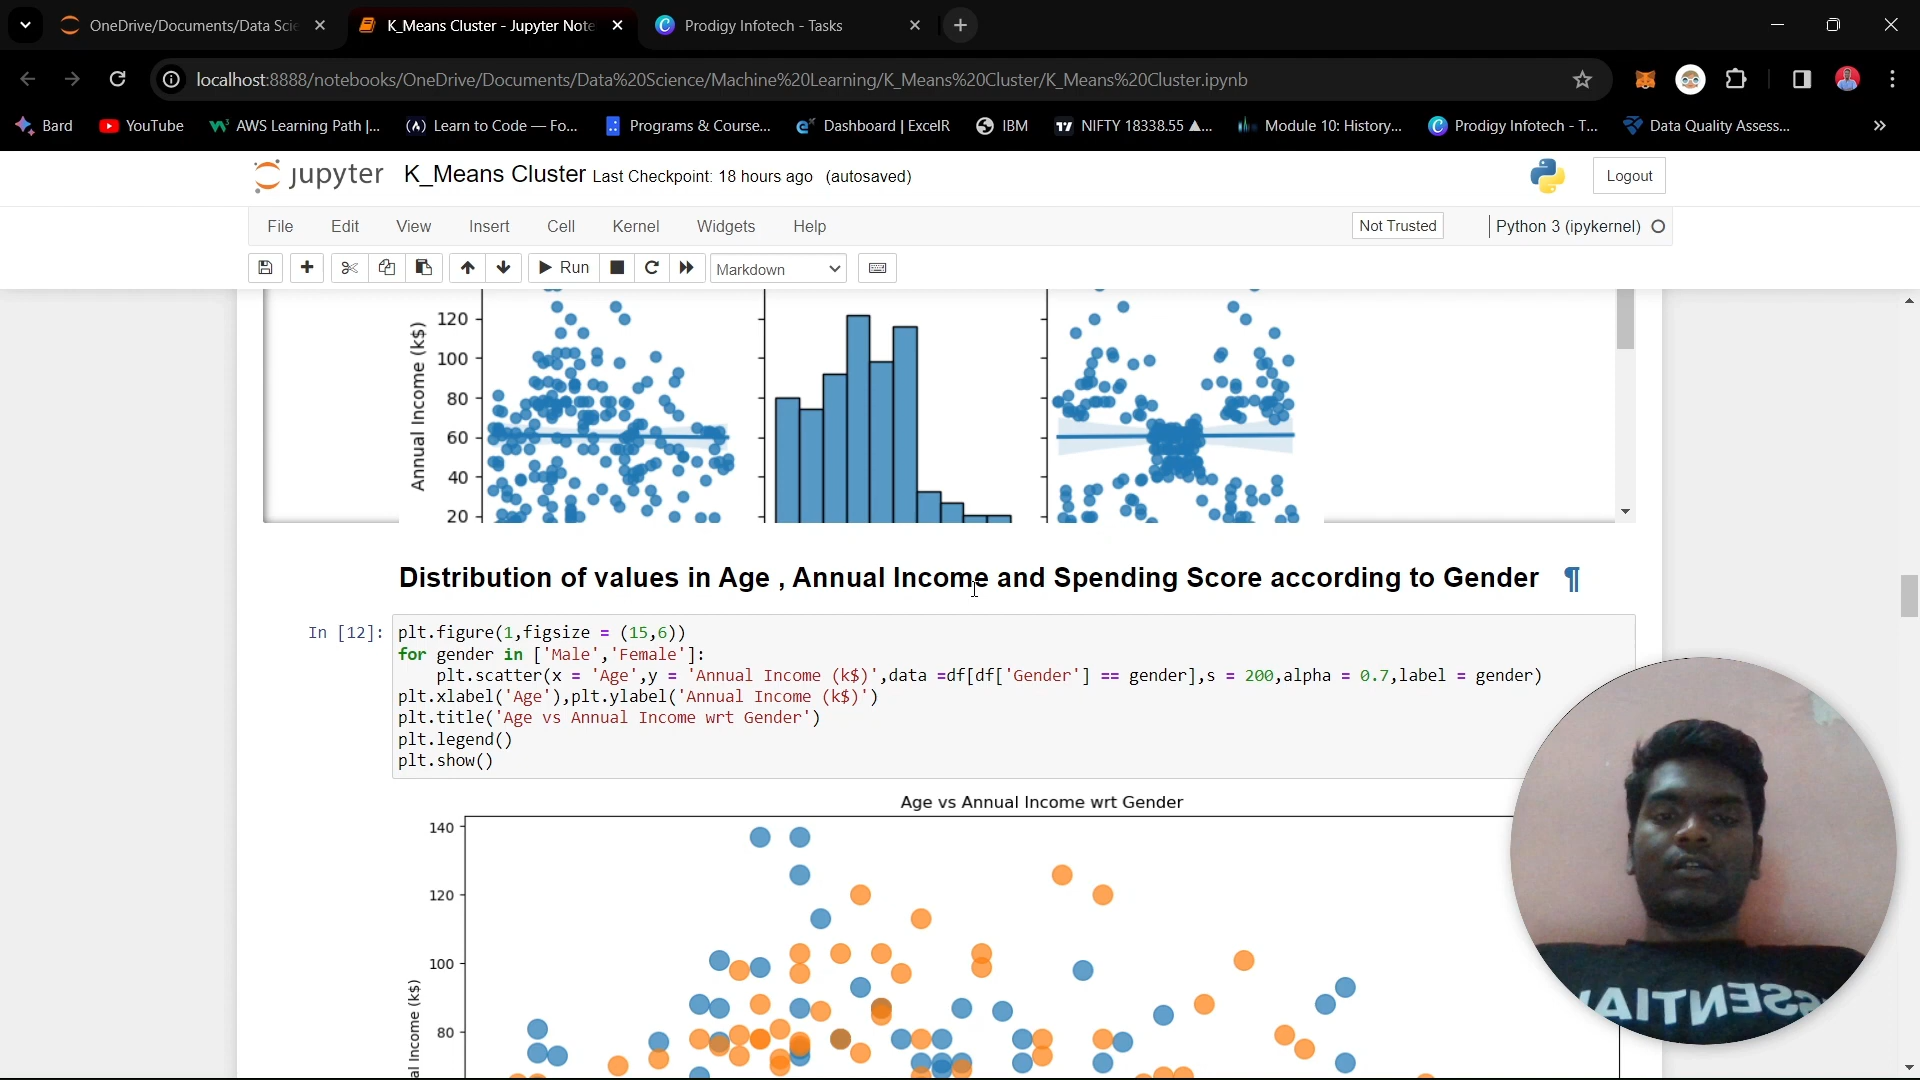 OneDrive/Documents/Data Scie
K_Means Cluster - Jupyter Note
Prodigy Infotech - Tasks
localhost:8888/notebooks/OneDrive/Documents/Data%20Science/Machine%20Learning/K_Means%20Cluster/K_Means%20Cluster.ipynb
Bard YouTube AWS Learning Path |... Learn to Code — Fo... Programs & Course... Dashboard | ExcelR IBM NIFTY 18338.55 ▲... Module 10: History... Prodigy Infotech - T... Data Quality Assess... »
jupyter K_Means Cluster Last Checkpoint: 18 hours ago (autosaved) Logout
File Edit View Insert Cell Kernel Widgets Help Not Trusted Python 3 (ipykernel)
Run Markdown
120
100
80
60
40
20
Annual Income (k$)
Distribution of values in Age , Annual Income and Spending Score according to Gender ¶
In [12]:
plt.figure(1,figsize = (15,6))
for gender in ['Male','Female']:
    plt.scatter(x = 'Age',y = 'Annual Income (k$)',data =df[df['Gender'] == gender],s = 200,alpha = 0.7,label = gender)
plt.xlabel('Age'),plt.ylabel('Annual Income (k$)')
plt.title('Age vs Annual Income wrt Gender')
plt.legend()
plt.show()
Age vs Annual Income wrt Gender
140
120
100
80
al Income (k$)